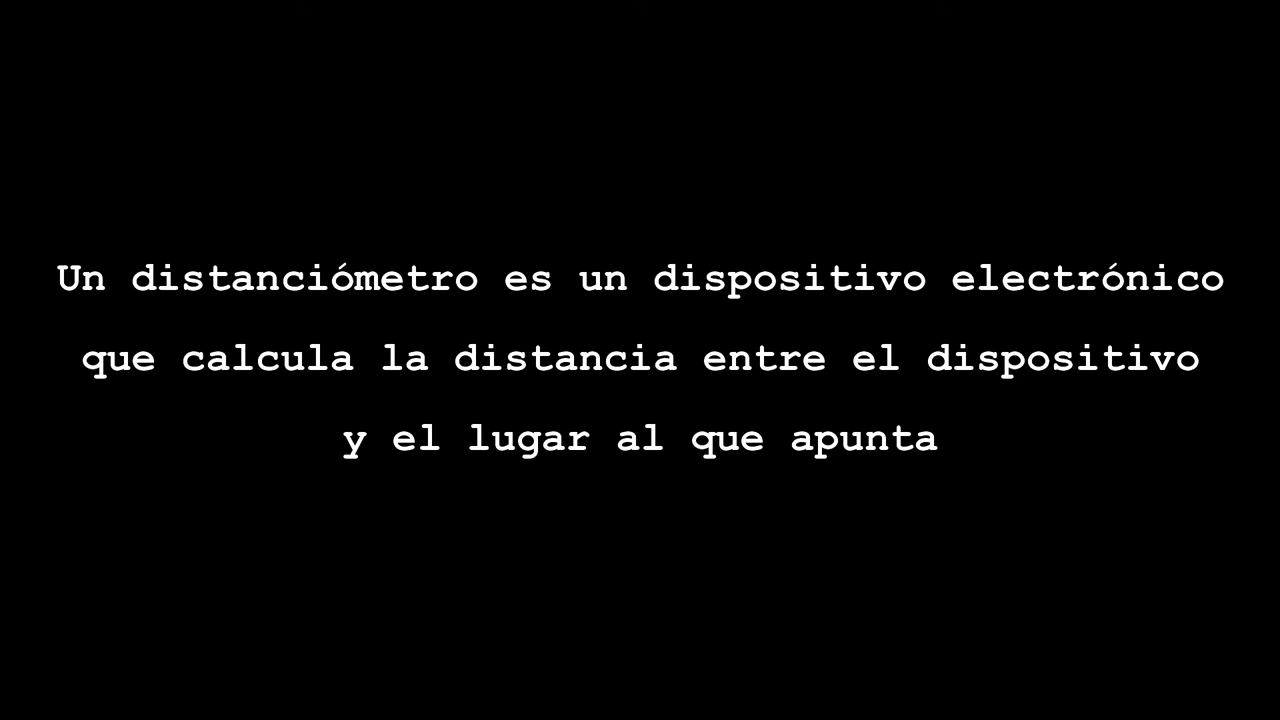 Un distanciómetro es un dispositivo electrónico
que calcula la distancia entre el dispositivo
y el lugar al que apunta